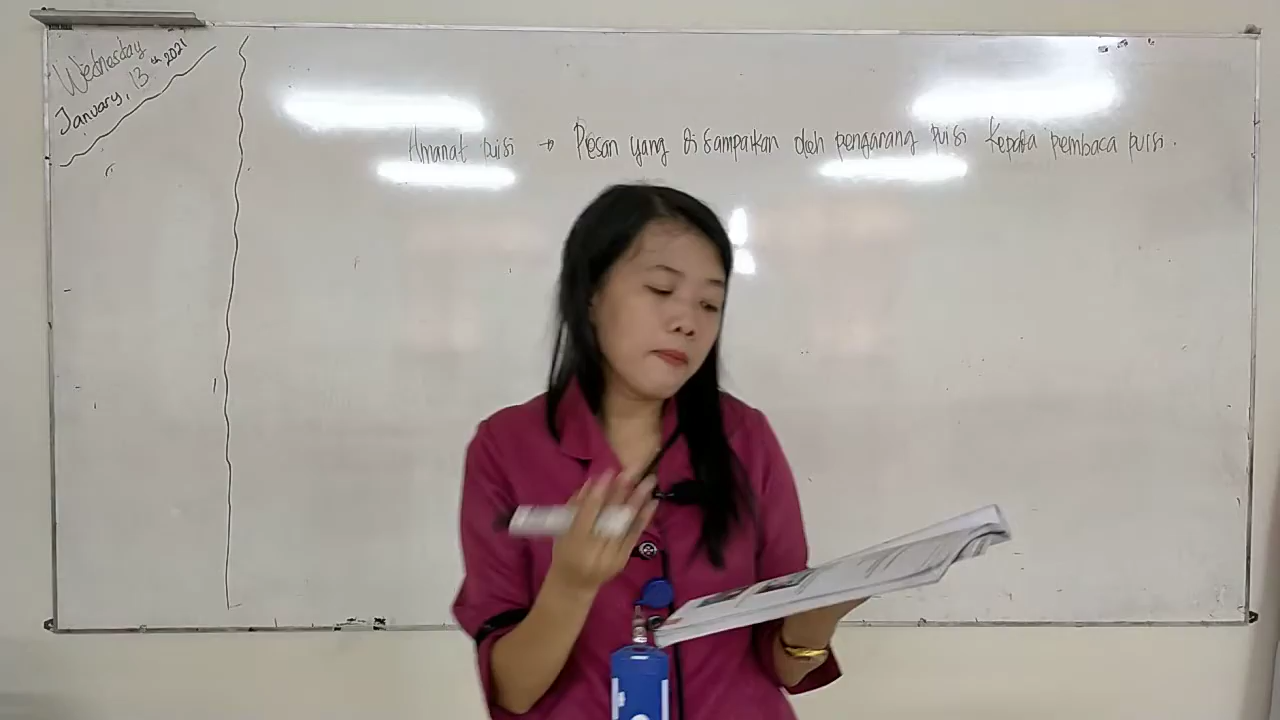 Wednesday
January, 13th 2021
Amanat puisi → Pesan yang disampaikan oleh pengarang puisi kepada pembaca puisi.